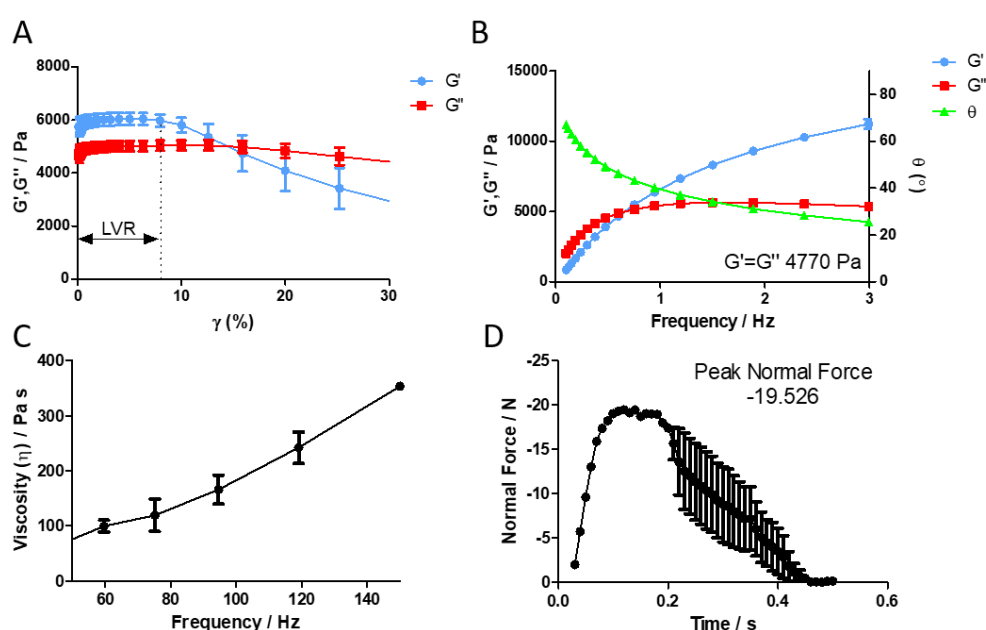 A
8000
6000
4000
2000
0
G',G'' / Pa
LVR
0
10
20
30
γ (%)
G'
G''
B
15000
10000
5000
0
G',G'' / Pa
80
60
40
20
0
θ (º)
G'=G'' 4770 Pa
0
1
2
3
Frequency / Hz
G'
G''
θ
C
400
300
200
100
0
Viscosity (η) / Pa s
60
80
100
120
140
Frequency / Hz
D
-25
-20
-15
-10
-5
0
Normal Force / N
Peak Normal Force
-19.526
0.0
0.2
0.4
0.6
Time / s